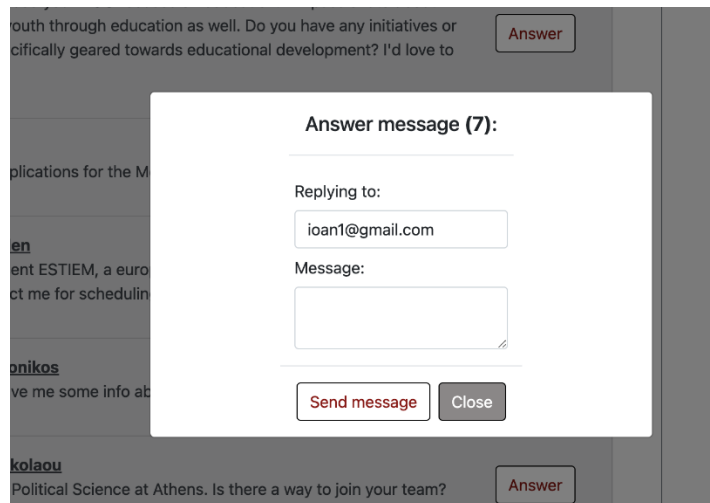 outh through education as well. Do you have any initiatives or
cifically geared towards educational development? I'd love to
Answer
Answer message (7):
plications for the M
Replying to:
ioan1@gmail.com
en
ent ESTIEM, a euro
Message:
ct me for schedulin
onikos
ve me some info ab
Send message
Close
kolaou
Political Science at Athens. Is there a way to join your team?
Answer